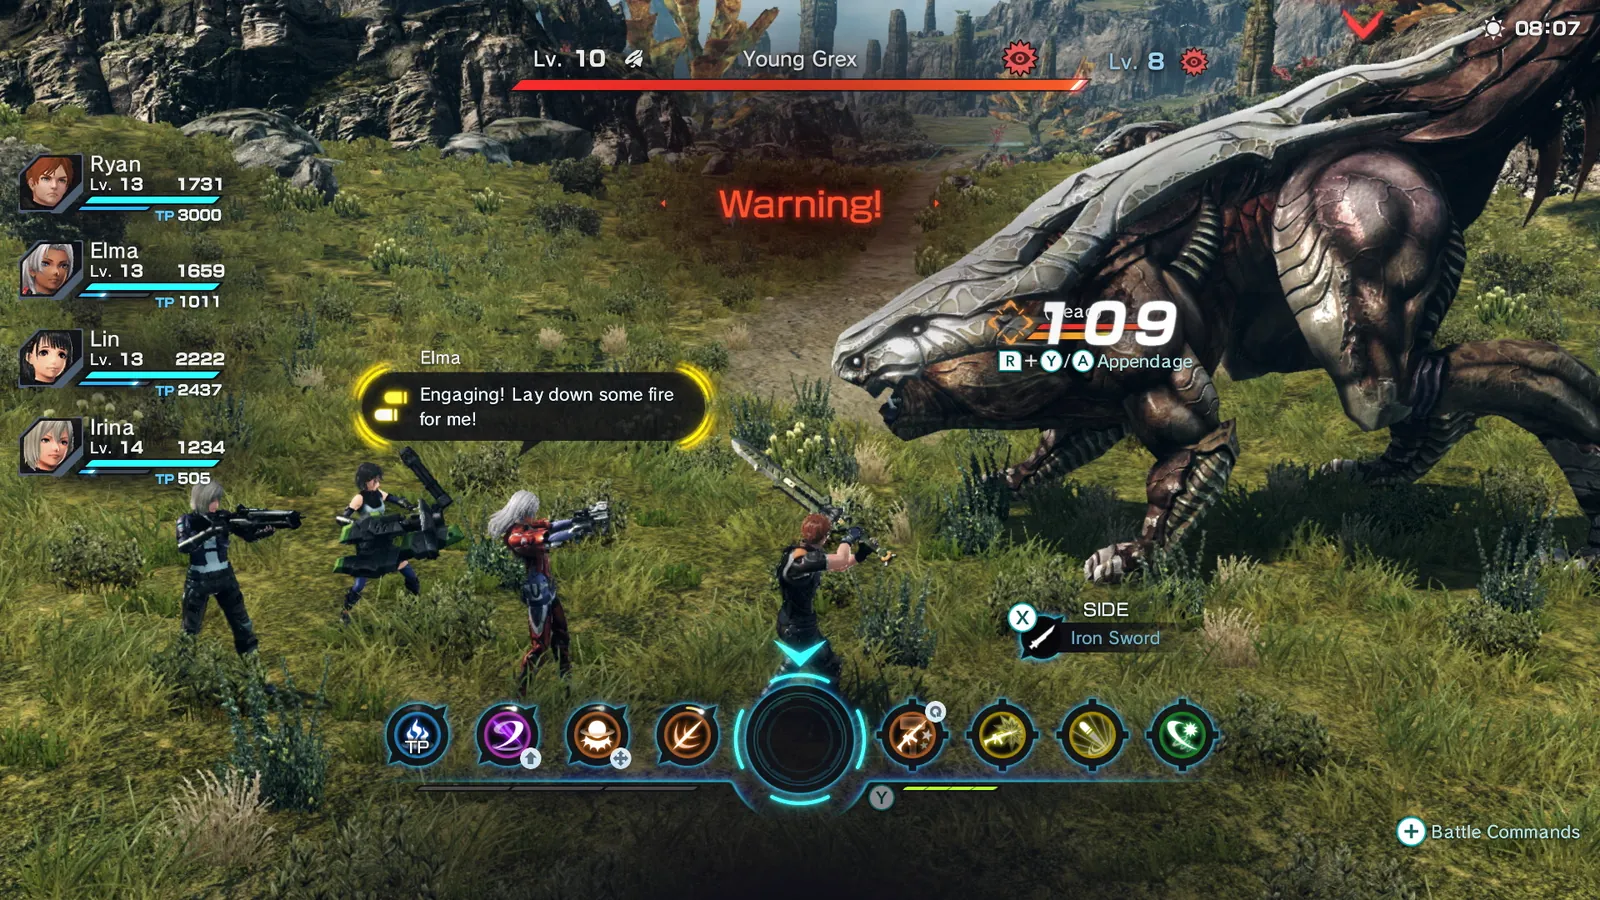 Lv. 10 Young Grex Lv. 8
08:07
Warning!
Ryan
Lv. 13 1731
TP 3000
Elma
Lv. 13 1659
TP 1011
Lin
Lv. 13 2222
TP 2437
Irina
Lv. 14 1234
TP 505
109
R + Y / A Appendage
Elma
Engaging! Lay down some fire
for me!
X SIDE
Iron Sword
TP
Y
+ Battle Commands